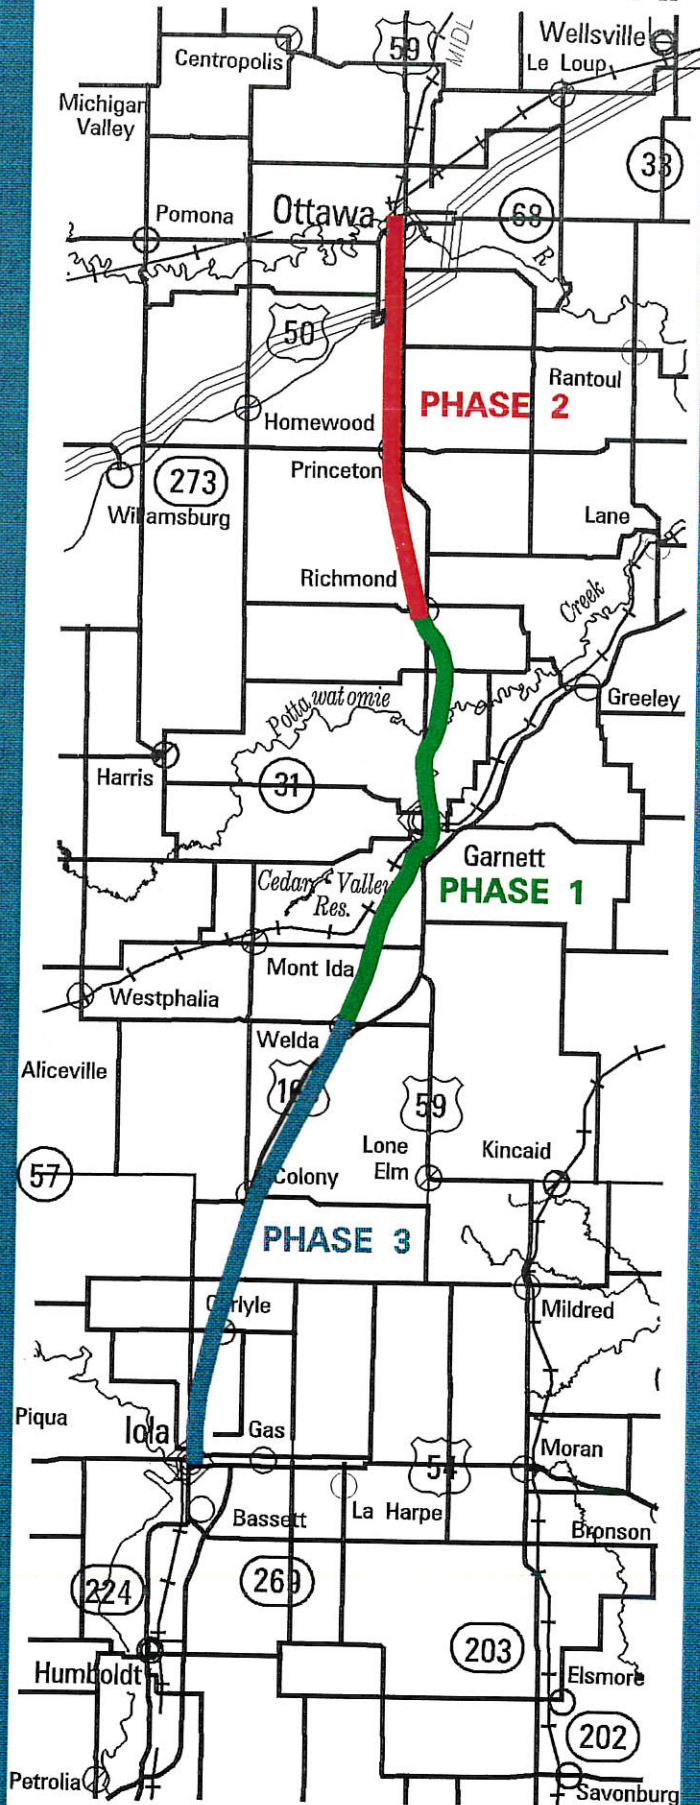 59
MIDL
Wellsville
Centropolis
Le Loup
Michigan
Valley
33
Pomona
Ottawa
68
R
50
Rantoul
PHASE 2
Homewood
Princeton
273
Williamsburg
Lane
Richmond
Creek
Pottawatomie
Greeley
Harris
31
Garnett
Cedar Valley
Res.
PHASE 1
Mont Ida
Westphalia
Welda
Aliceville
59
Lone
Elm
Kincaid
57
Colony
PHASE 3
Carlyle
Mildred
Piqua
Iola
Gas
Moran
54
La Harpe
Bassett
Bronson
224
269
203
Humboldt
Elsmore
202
Petrolia
Savonburg